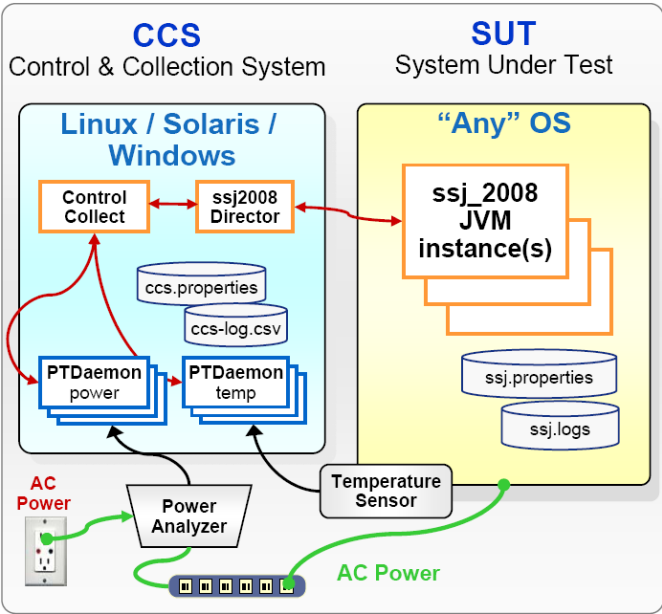 CCS
Control & Collection System
SUT
System Under Test
Linux / Solaris /
Windows
"Any" OS
Control
Collect
ssj2008
Director
ssj_2008
JVM
instance(s)
ccs.properties
ccs-log.csv
PTDaemon
power
PTDaemon
temp
ssj.properties
ssj.logs
AC
Power
Power
Analyzer
Temperature
Sensor
AC Power